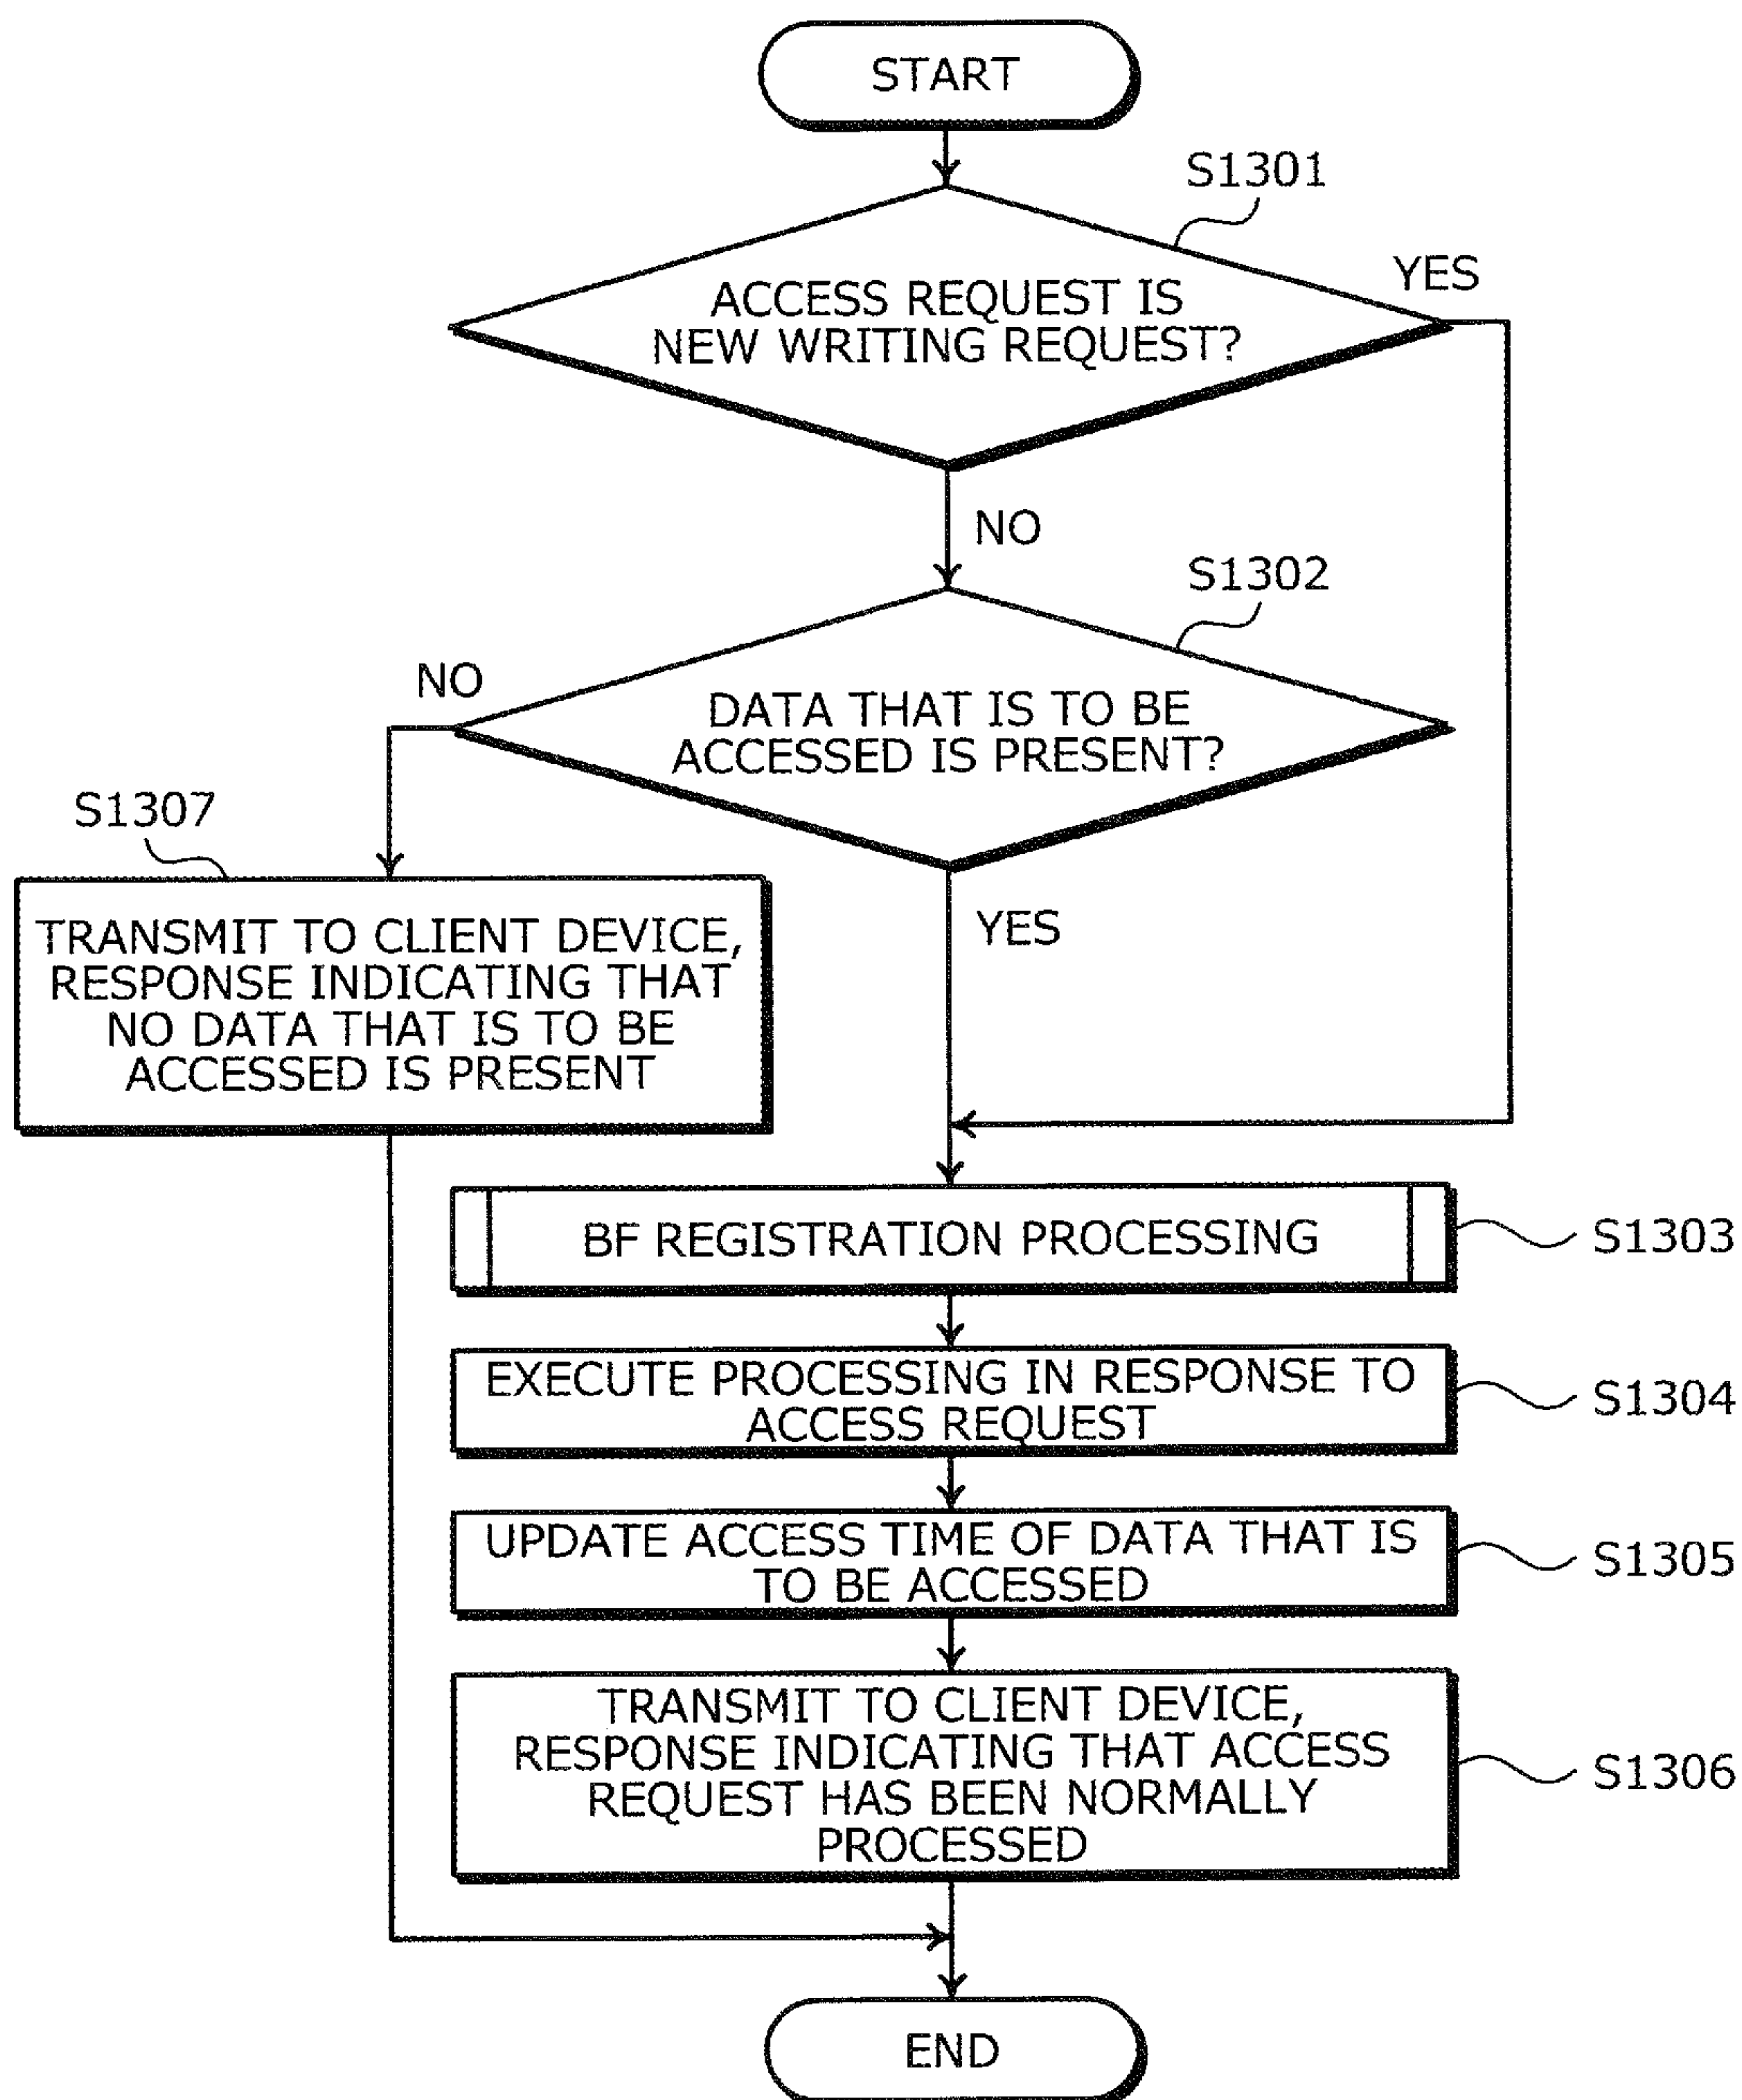 START
S1301
YES
ACCESS REQUEST IS
NEW WRITING REQUEST?
NO
S1302
NO
DATA THAT IS TO BE
ACCESSED IS PRESENT?
S1307
TRANSMIT TO CLIENT DEVICE,
RESPONSE INDICATING THAT
NO DATA THAT IS TO BE
ACCESSED IS PRESENT
YES
BF REGISTRATION PROCESSING
S1303
EXECUTE PROCESSING IN RESPONSE TO
ACCESS REQUEST
S1304
UPDATE ACCESS TIME OF DATA THAT IS
TO BE ACCESSED
S1305
TRANSMIT TO CLIENT DEVICE,
RESPONSE INDICATING THAT ACCESS
REQUEST HAS BEEN NORMALLY
PROCESSED
S1306
END